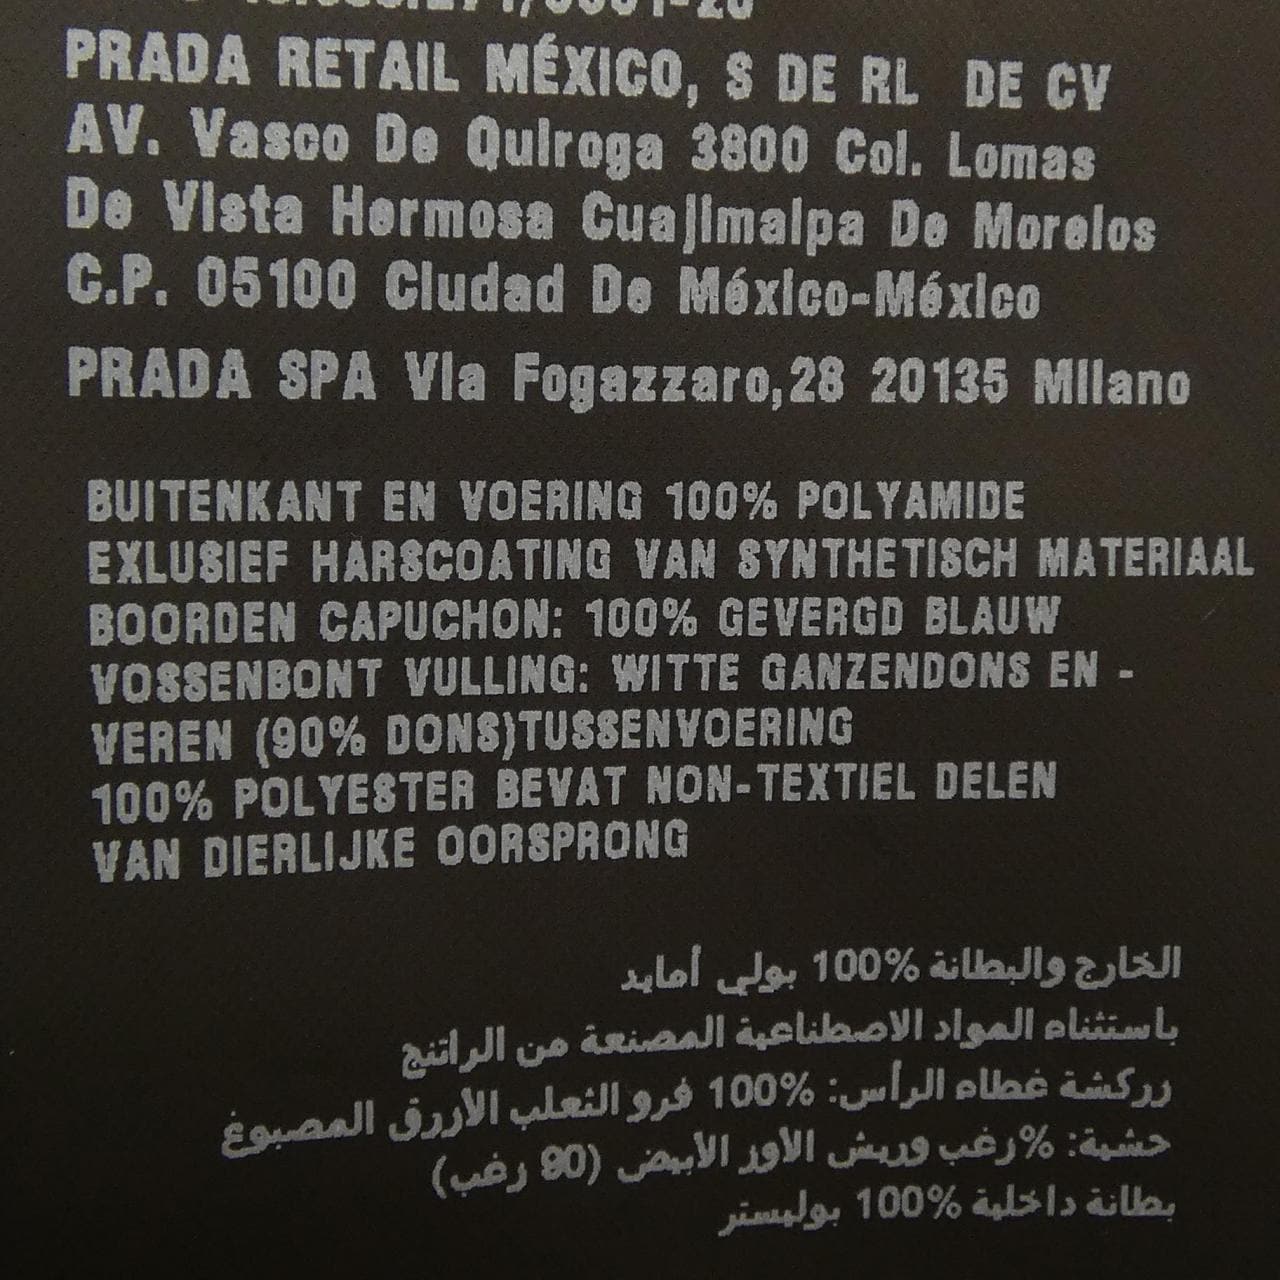 PRADA RETAIL MÉXICO, S DE RL DE CV
AV. Vasco De Quiroga 3800 Col. Lomas
De Vista Hermosa Cuajimalpa De Morelos
C.P. 05100 Ciudad De México-México
PRADA SPA Via Fogazzaro,28 20135 Milano
BUITENKANT EN VOERING 100% POLYAMIDE
EXLUSIEF HARSCOATING VAN SYNTHETISCH MATERIAAL
BOORDEN CAPUCHON: 100% GEVERGD BLAUW
VOSSENBONT VULLING: WITTE GANZENDONS EN -
VEREN (90% DONS)TUSSENVOERING
100% POLYESTER BEVAT NON-TEXTIEL DELEN
VAN DIERLIJKE OORSPRONG
الخارج والبطانة 100% بولي أمايد
باستثناء المواد الاصطناعية المصنعة من الراتنج
رركشة غطاء الرأس: 100% فرو الثعلب الأررق المصبوغ
حشية: %رغب وريش الأور الأبيض (90 رغب)
بطانة داخلية 100% بوليستر